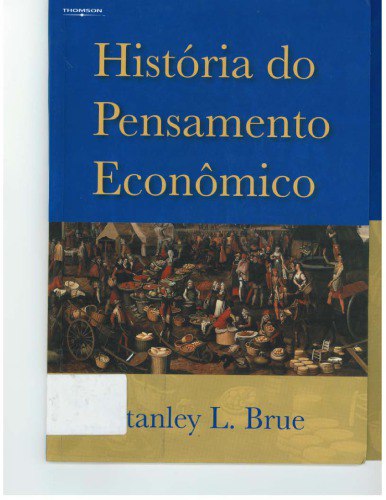 THOMSON
História do
Pensamento
Econômico
tanley L. Brue